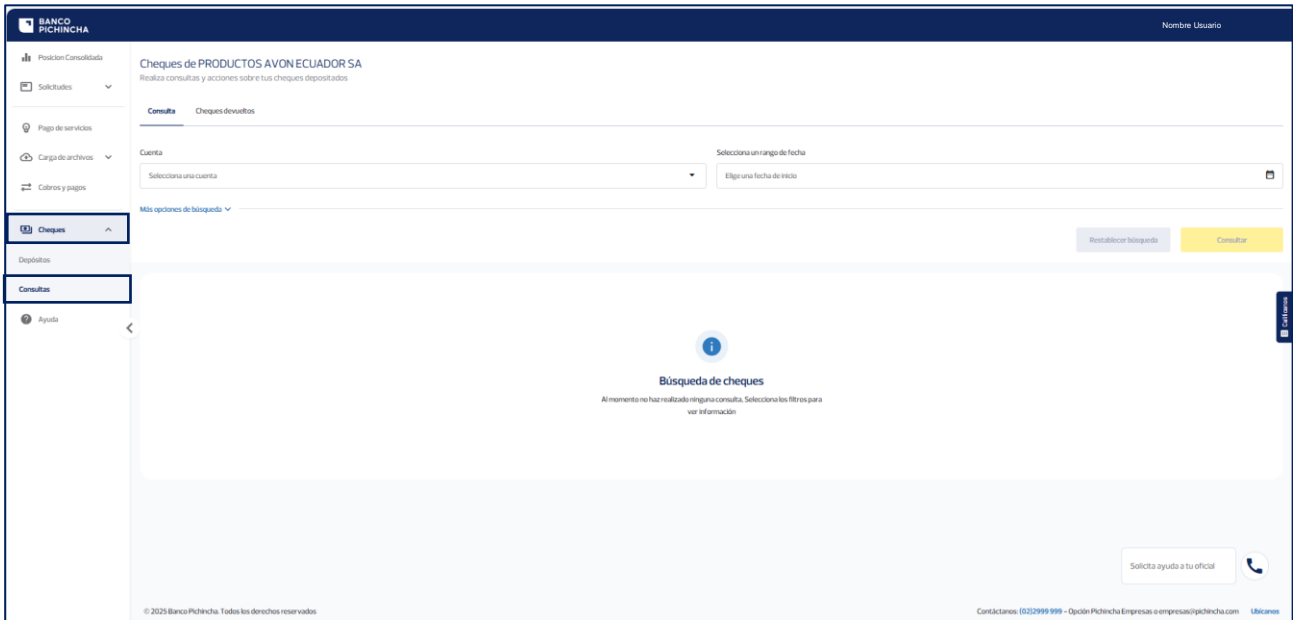 BANCO
PICHINCHA
Nombre Usuario
Posicion Consolidada
Solicitudes
Pago de servicios
Carga de archivos
Cobros y pagos
Cheques
Depósitos
Consultas
Ayuda
Cheques de PRODUCTOS AVON ECUADOR SA
Realiza consultas y acciones sobre tus cheques depositados
Consulta
Cheques devueltos
Cuenta
Selecciona una cuenta
Selecciona un rango de fecha
Elige una fecha de inicio
Más opciones de búsqueda
Restablecer búsqueda
Consultar
Califícanos
Búsqueda de cheques
Al momento no haz realizado ninguna consulta. Selecciona los filtros para
ver información
Solicita ayuda a tu oficial
© 2025 Banco Pichincha. Todos los derechos reservados
Contáctanos: (02)2999 999 – Opción Pichincha Empresas o empresas@pichincha.com
Ubícanos